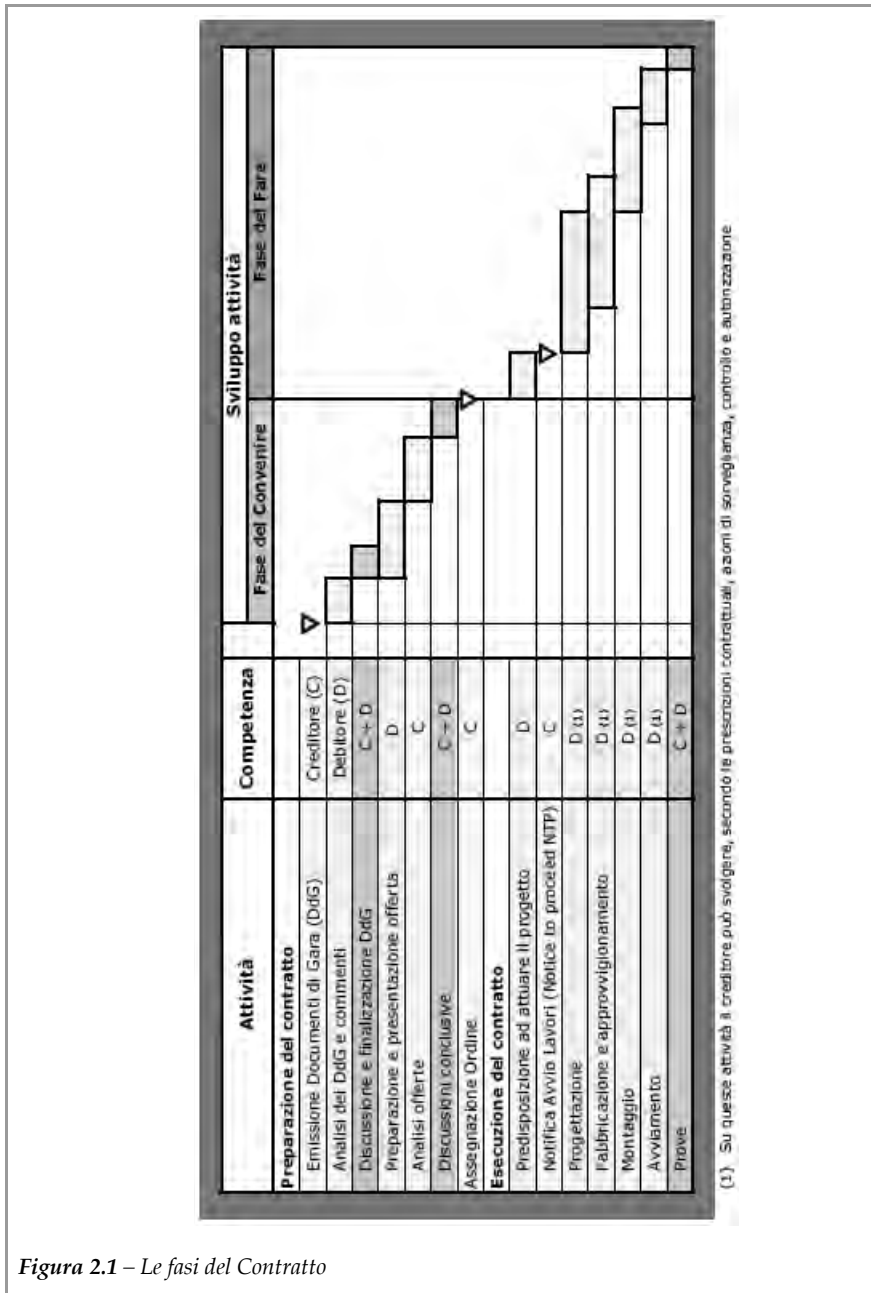 Attività Competenza Sviluppo attività
Fase del Convenire Fase del Fare
Preparazione del contratto
Emissione Documenti di Gara (DdG) Creditore (C)
Analisi dei DdG e commenti Debitore (D)
Discussione e finalizzazione DdG C + D
Preparazione e presentazione offerta D
Analisi offerte C
Discussioni conclusive C + D
Assegnazione Ordine C
Esecuzione del contratto
Predisposizione ad attuare il progetto D
Notifica Avvio Lavori (Notice to proceed NTP) C
Progettazione D (1)
Fabbricazione e approvvigionamento D (1)
Montaggio D (1)
Avviamento D (1)
Prove C + D
(1) Su queste attività il creditore può svolgere, secondo le prescrizioni contrattuali, azioni di sorveglianza, controllo e autorizzazione
Figura 2.1 – Le fasi del Contratto